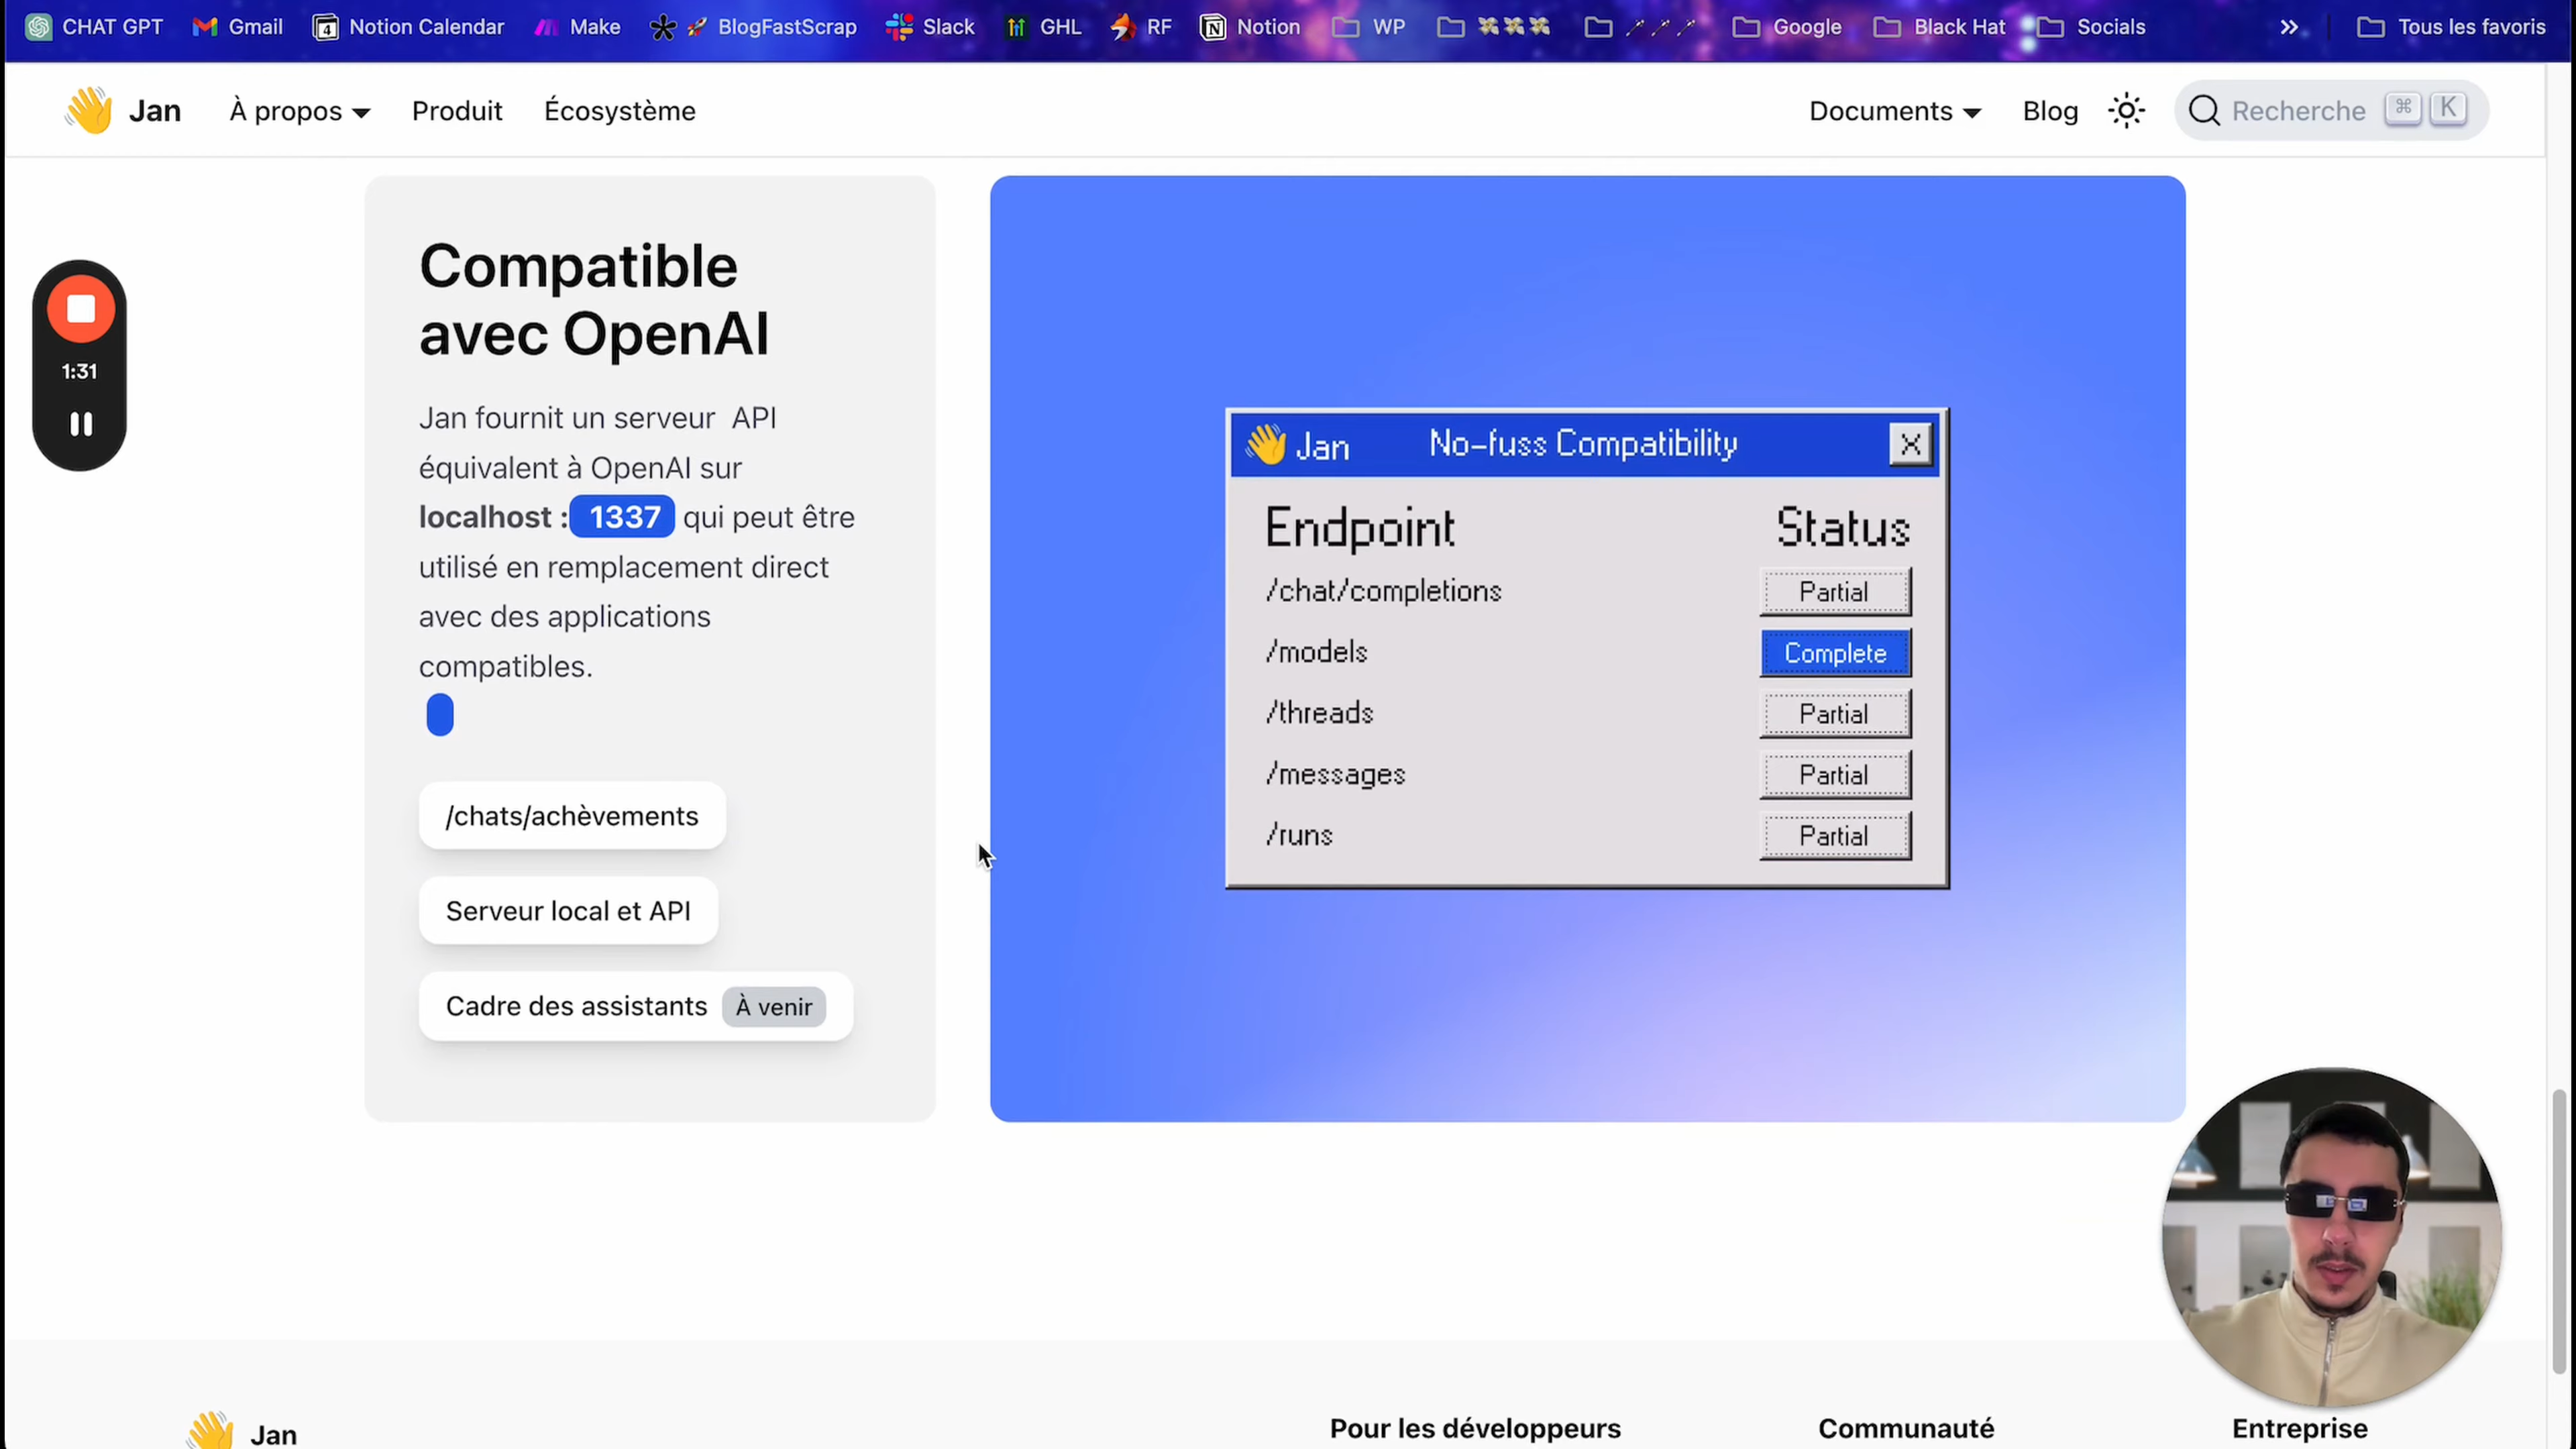 CHAT GPT Gmail 4 Notion Calendar Make BlogFastScrap Slack GHL RF Notion WP Google Black Hat Socials Tous les favoris
Jan À propos Produit Écosystème Documents Blog Recherche ⌘ K
Compatible
avec OpenAI
Jan fournit un serveur API
équivalent à OpenAI sur
localhost : 1337 qui peut être
utilisé en remplacement direct
avec des applications
compatibles.
/chats/achèvements
Serveur local et API
Cadre des assistants À venir
1:31
Jan No-fuss Compatibility X
Endpoint Status
/chat/completions Partial
/models Complete
/threads Partial
/messages Partial
/runs Partial
Jan Pour les développeurs Communauté Entreprise